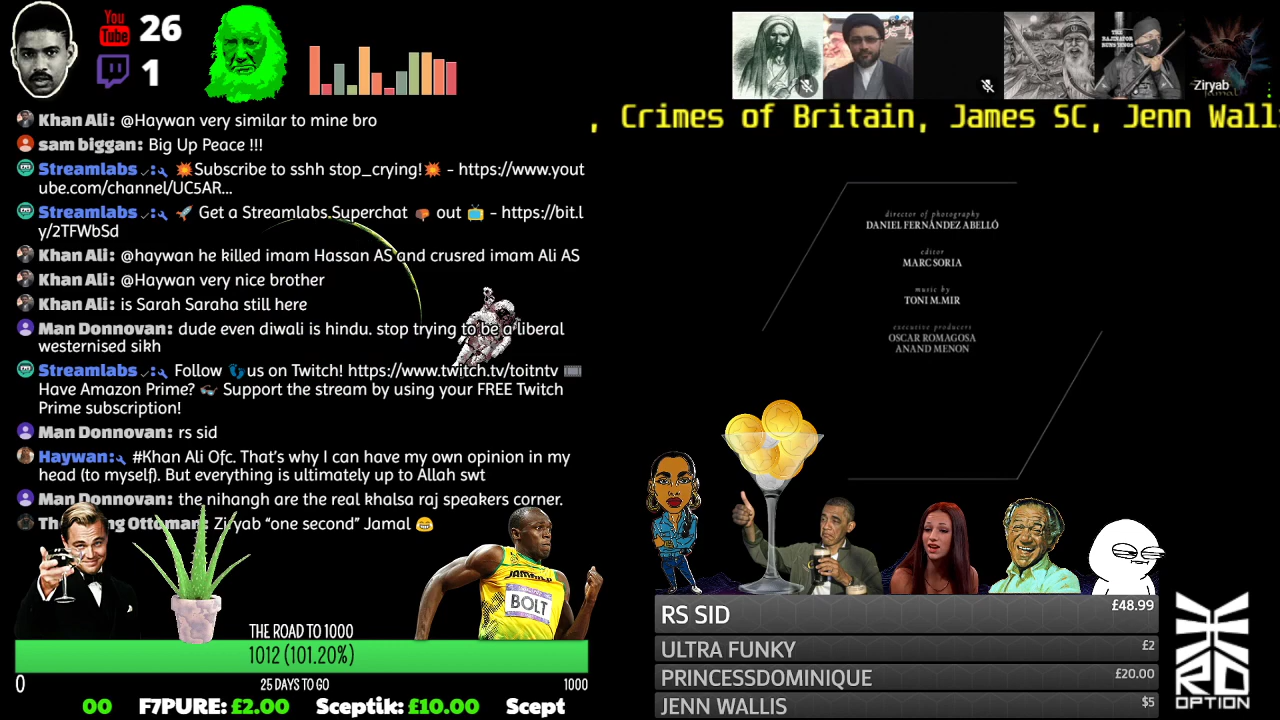 You
Tube
26
1
Khan Ali: @Haywan very similar to mine bro
sam biggan: Big Up Peace !!!
Streamlabs : 💥Subscribe to sshh stop_crying!💥 - https://www.yout
ube.com/channel/UC5AR...
Streamlabs : 🚀 Get a Streamlabs Superchat out 📺 - https://bit.l
y/2TFWbSd
Khan Ali: @haywan he killed imam Hassan AS and crusred imam Ali AS
Khan Ali: @Haywan very nice brother
Khan Ali: is Sarah Saraha still here
Man Donnovan: dude even diwali is hindu. stop trying to be a liberal
westernised sikh
Streamlabs : Follow 👣us on Twitch! https://www.twitch.tv/toitntv
Have Amazon Prime? 🕶 Support the stream by using your FREE Twitch
Prime subscription!
Man Donnovan: rs sid
Haywan: #Khan Ali Ofc. That's why I can have my own opinion in my
head (to myself). But everything is ultimately up to Allah swt
Man Donnovan: the nihangh are the real khalsa raj speakers corner.
Ottoman: Ziryab "one second" Jamal 😁
JAMAICA
BOLT
THE ROAD TO 1000
1012 (101.20%)
0
25 DAYS TO GO
1000
00 F7PURE: £2.00 Sceptik: £10.00 Scept
THE
RAJINATOR
Ziryab
Jamal
, Crimes of Britain, James SC, Jenn Walli
director of photography
DANIEL FERNÁNDEZ ABELLÓ
editor
MARC SORIA
music by
TONI M.MIR
executive producers
OSCAR ROMAGOSA
ANAND MENON
RS SID £48.99
ULTRA FUNKY £2
PRINCESSDOMINIQUE £20.00
JENN WALLIS $5
OPTION